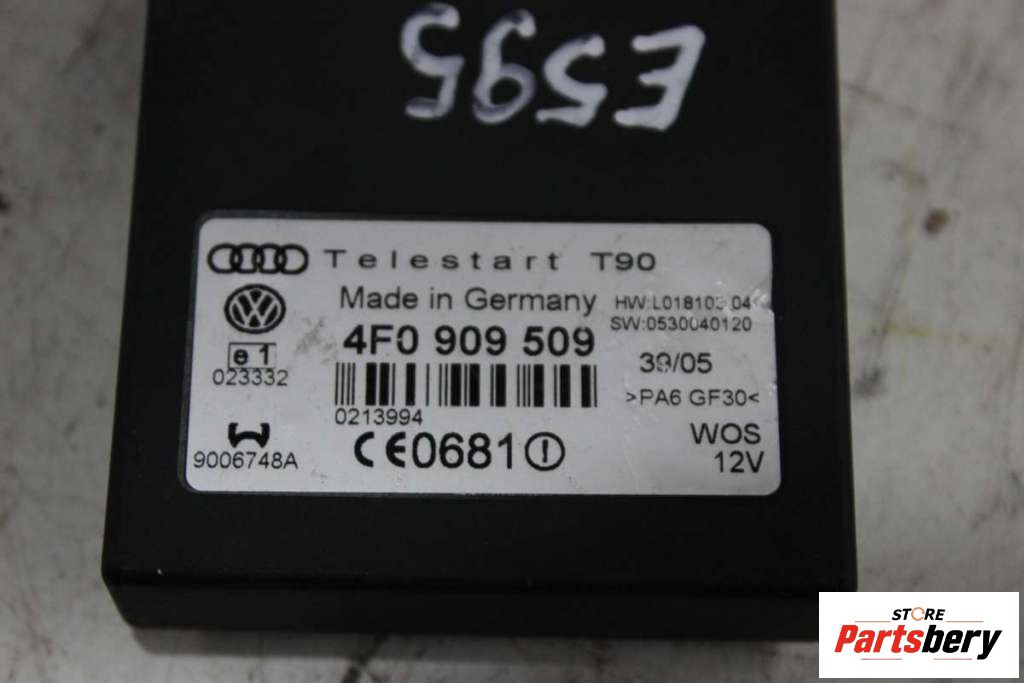 E595
Telestart T90
Made in Germany
HW:L018102 04
SW:0530040120
4F0 909 509
e1
023332
39/05
>PA6 GF30<
0213994
9006748A
CE0681
WOS
12V
STORE
Partsbery